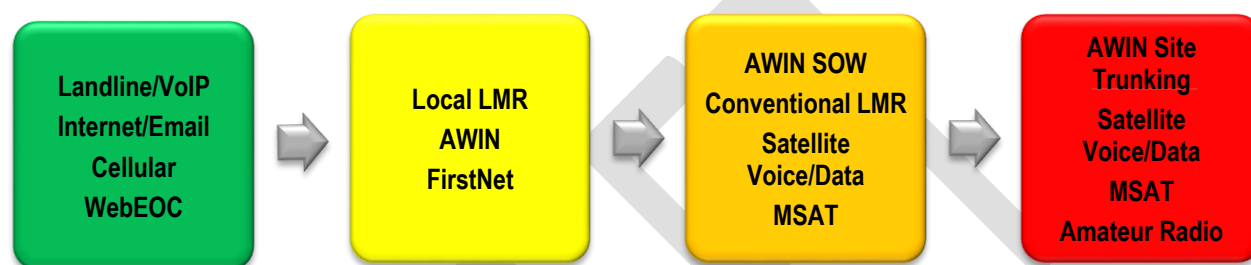 Landline/VoIP
Internet/Email
Cellular
WebEOC
Local LMR
AWIN
FirstNet
AWIN SOW
Conventional LMR
Satellite
Voice/Data
MSAT
AWIN Site
Trunking
Satellite
Voice/Data
MSAT
Amateur Radio